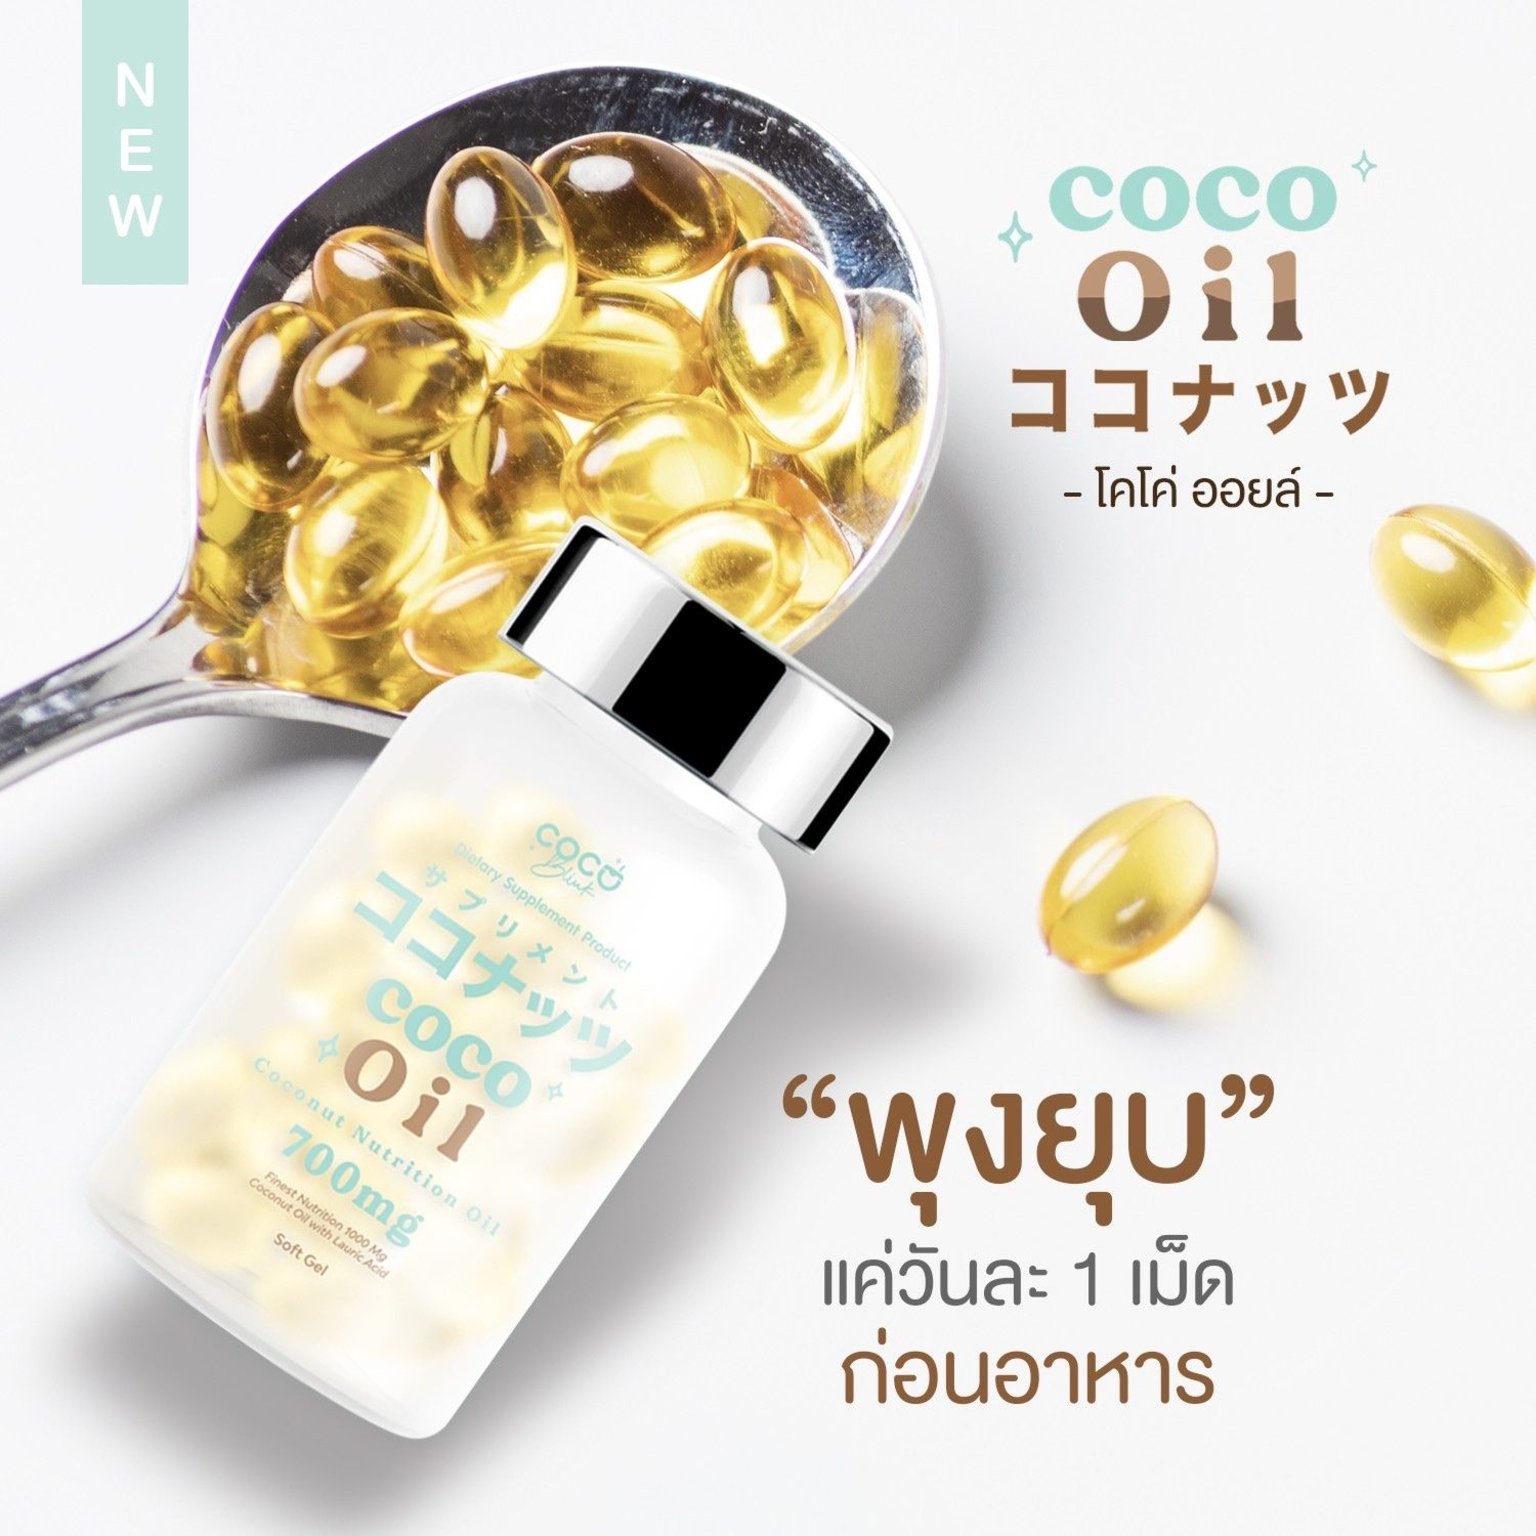 NEW
coco
Oil
ココナッツ
- โคโค่ ออยล์ -
coco
Blink
Dietary Supplement Product
サプリメント
ココナッツ
coco
Oil
Coconut Nutrition Oil
700mg
Finest Nutrition 1000 Mg
Coconut Oil with Lauric Acid
Soft Gel
“พุงยุบ”
แค่วันละ 1 เม็ด
ก่อนอาหาร